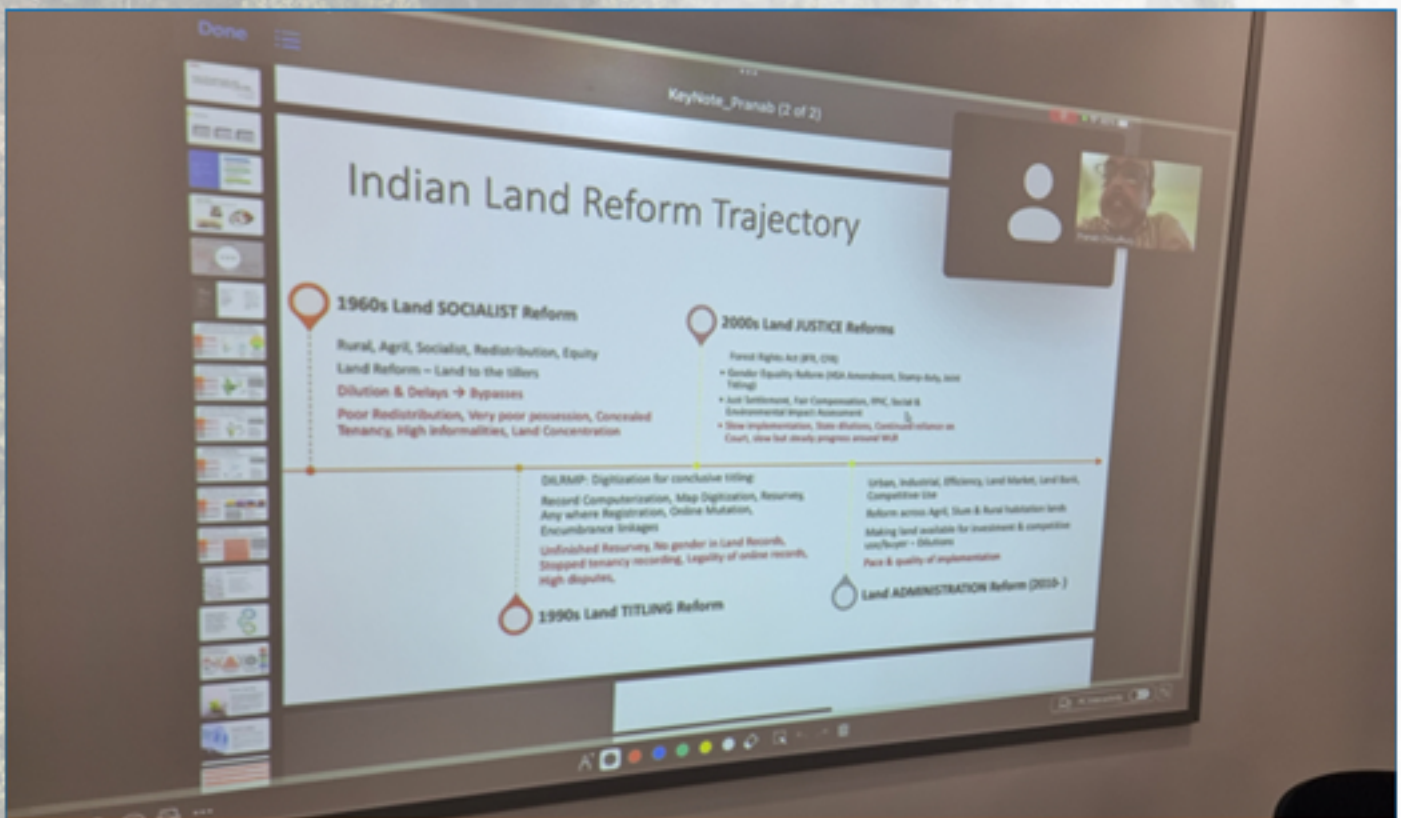 Done
KeyNote_Pranab (2 of 2)
Indian Land Reform Trajectory
1960s Land SOCIALIST Reform
Rural, Agril, Socialist, Redistribution, Equity
Land Reform – Land to the tillers
Dilution & Delays → Bypasses
Poor Redistribution, Very poor possession, Concealed
Tenancy, High Informalities, Land Concentration
2000s Land JUSTICE Reforms
Forest Rights Act (IFR, CFR)
• Gender Equality Reform (HSA Amendment, Stamp duty, Joint
Titling)
• Just Settlement, Fair Compensation, FPIC, Social &
Environmental Impact Assessment
• Slow implementation, State dilutions, Continued reliance on
Court, slow but steady progress around
DILRMP: Digitization for conclusive titling
Record Computerization, Map Digitization, Resurvey,
Any where Registration, Online Mutation,
Encumbrance linkages
Unfinished Resurvey, No gender in Land Records,
Stopped tenancy recording, Legality of online records,
High disputes,
1990s Land TITLING Reform
Urban, Industrial, Efficiency, Land Market, Land Bank,
Competitive Use
Reform across Agril, Slum & Rural habitation lands
Making land available for investment & competitive
use/buyer – Dilutions
Pace & quality of implementation
Land ADMINISTRATION Reform (2010- )